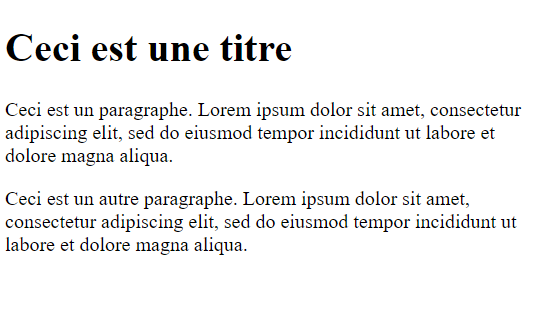 Ceci est une titre
Ceci est un paragraphe. Lorem ipsum dolor sit amet, consectetur
adipiscing elit, sed do eiusmod tempor incididunt ut labore et
dolore magna aliqua.
Ceci est un autre paragraphe. Lorem ipsum dolor sit amet,
consectetur adipiscing elit, sed do eiusmod tempor incididunt ut
labore et dolore magna aliqua.